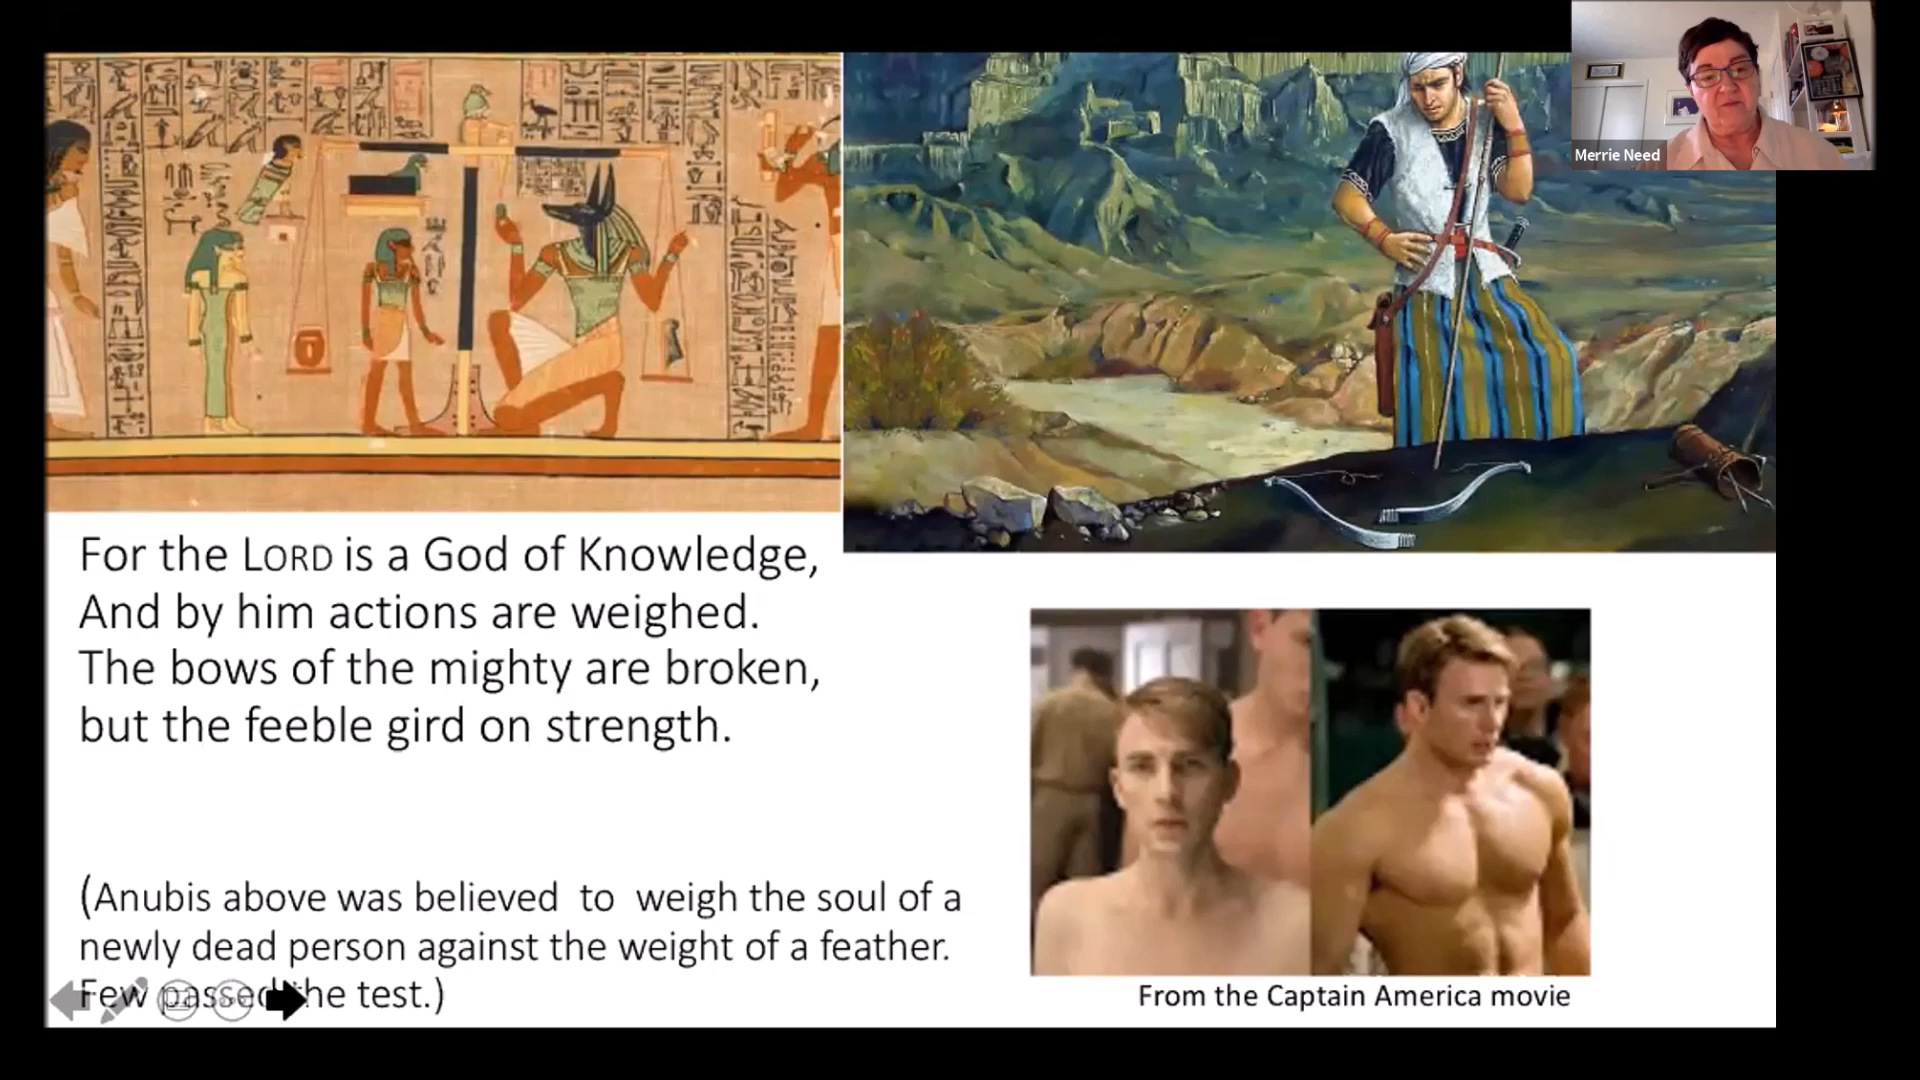 Merrie Need
For the LORD is a God of Knowledge,
And by him actions are weighed.
The bows of the mighty are broken,
but the feeble gird on strength.
(Anubis above was believed to weigh the soul of a
newly dead person against the weight of a feather.
Few passed the test.)
From the Captain America movie